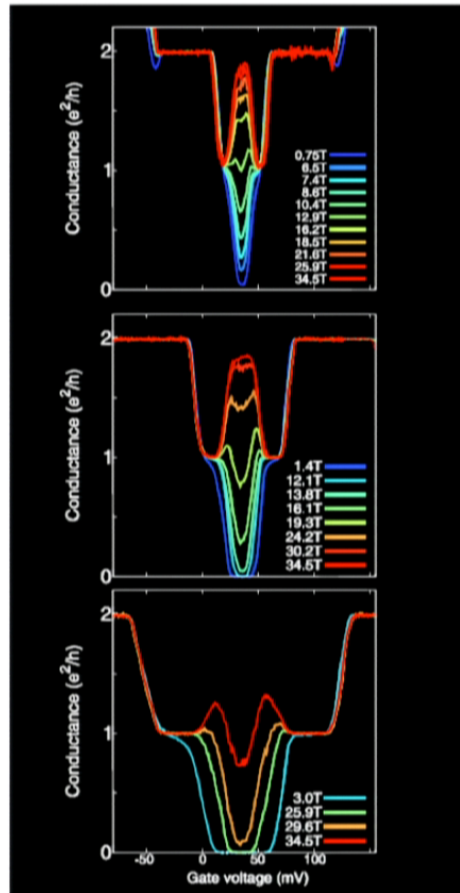 2
1
0
Conductance (e²/h)
0.75T
6.5T
7.4T
8.6T
10.4T
12.9T
16.2T
18.5T
21.6T
25.9T
34.5T
2
1
0
Conductance (e²/h)
1.4T
12.1T
13.8T
16.1T
19.3T
24.2T
30.2T
34.5T
2
1
0
Conductance (e²/h)
3.0T
25.9T
29.6T
34.5T
-50 0 50 100
Gate voltage (mV)